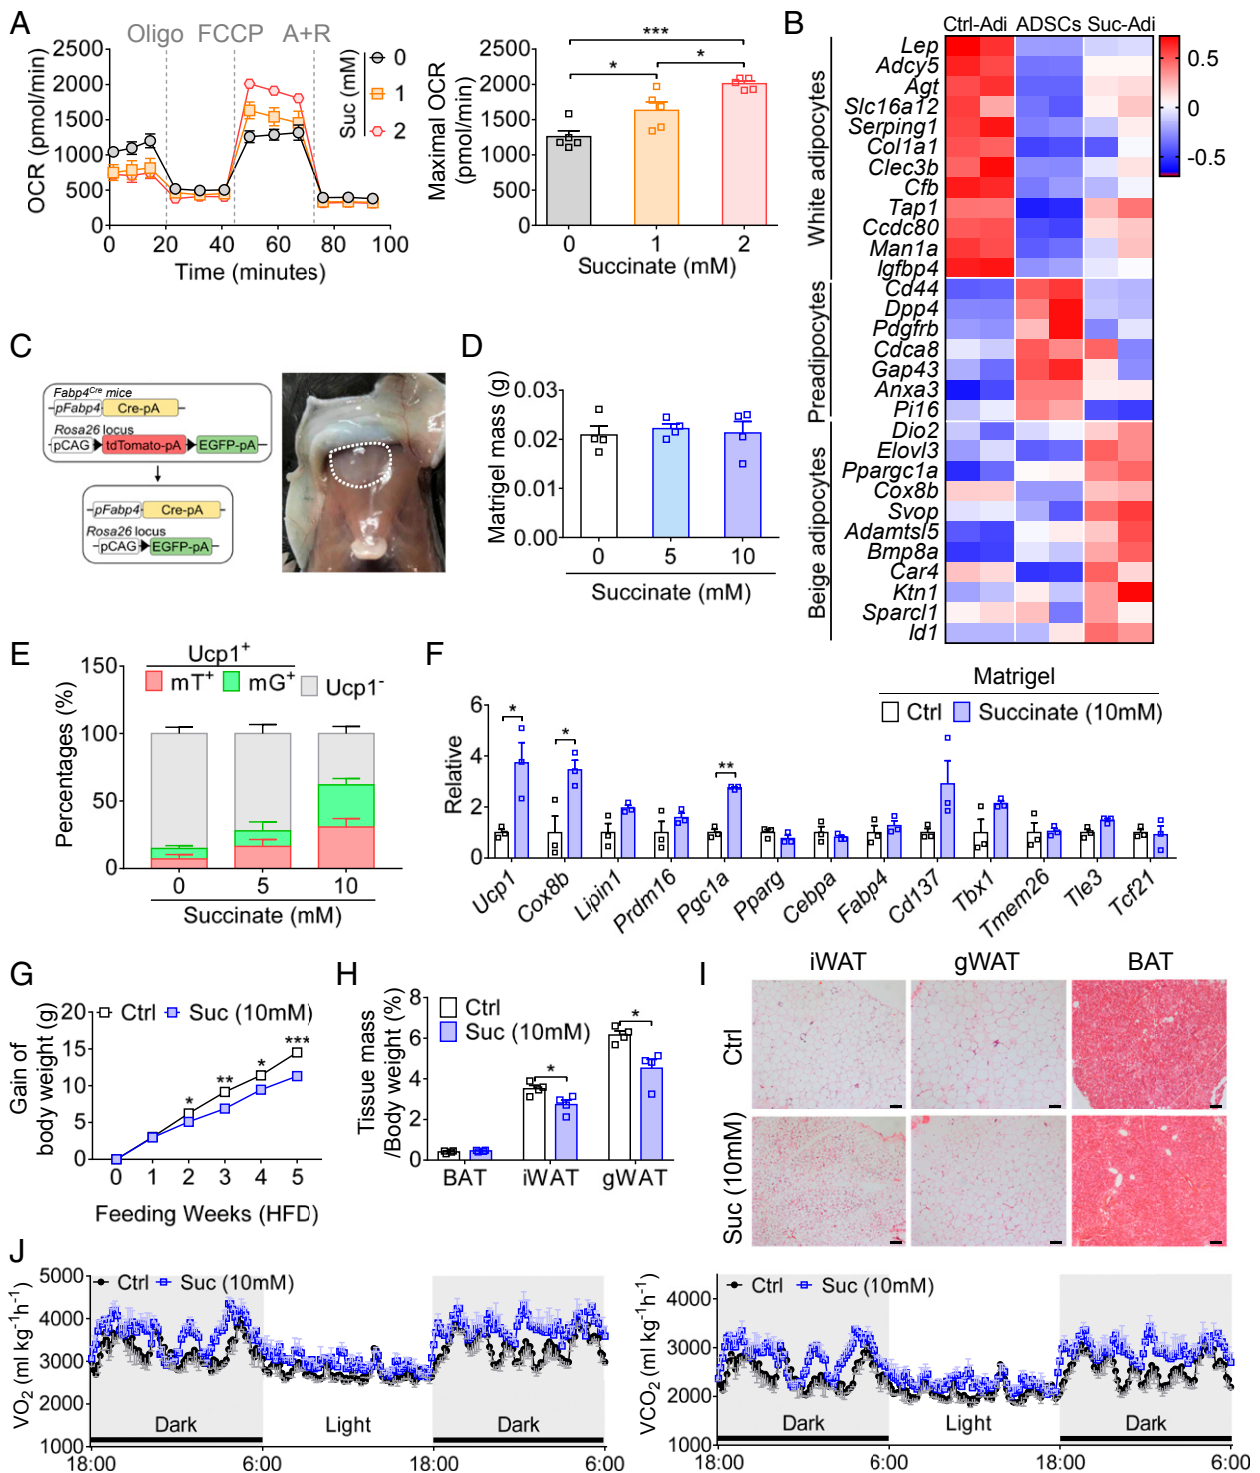 A
Oligo FCCP A+R
OCR (pmol/min)
2500
2000
1500
1000
500
0
0 20 40 60 80 100
Time (minutes)
Suc (mM)
0
1
2
Maximal OCR
(pmol/min)
2500
2000
1500
1000
500
0
***
* *
0 1 2
Succinate (mM)
B
Ctrl-Adi ADSCs Suc-Adi
White adipocytes
Lep
Adcy5
Agt
Slc16a12
Serping1
Col1a1
Clec3b
Cfb
Tap1
Ccdc80
Man1a
Igfbp4
Preadipocytes
Cd44
Dpp4
Pdgfrb
Cdca8
Gap43
Anxa3
Pi16
Beige adipocytes
Dio2
Elovl3
Ppargc1a
Cox8b
Svop
Adamtsl5
Bmp8a
Car4
Ktn1
Sparcl1
Id1
0.5
0
-0.5
C
Fabp4Cre mice
pFabp4 Cre-pA
Rosa26 locus
pCAG tdTomato-pA EGFP-pA
pFabp4 Cre-pA
Rosa26 locus
pCAG EGFP-pA
D
Matrigel mass (g)
0.03
0.02
0.01
0.00
0 5 10
Succinate (mM)
E
Ucp1+
mT+ mG+ Ucp1-
Percentages (%)
150
100
50
0
0 5 10
Succinate (mM)
F
Matrigel
Ctrl Succinate (10mM)
Relative
6
4
2
0
* * **
Ucp1 Cox8b Lipin1 Prdm16 Pgc1a Pparg Cebpa Fabp4 Cd137 Tbx1 Tmem26 Tle3 Tcf21
G
Gain of
body weight (g)
20
15
10
5
0
Ctrl Suc (10mM)
* ** * ***
0 1 2 3 4 5
Feeding Weeks (HFD)
H
Tissue mass
/Body weight (%)
8
6
4
2
0
Ctrl
Suc (10mM)
* *
BAT iWAT gWAT
I
iWAT gWAT BAT
Ctrl
Suc (10mM)
J
VO2 (ml kg-1h-1)
5000
4000
3000
2000
1000
Ctrl Suc (10mM)
Dark Light Dark
18:00 6:00 18:00 6:00
VCO2 (ml kg-1h-1)
4000
3000
2000
1000
Ctrl Suc (10mM)
Dark Light Dark
18:00 6:00 18:00 6:00